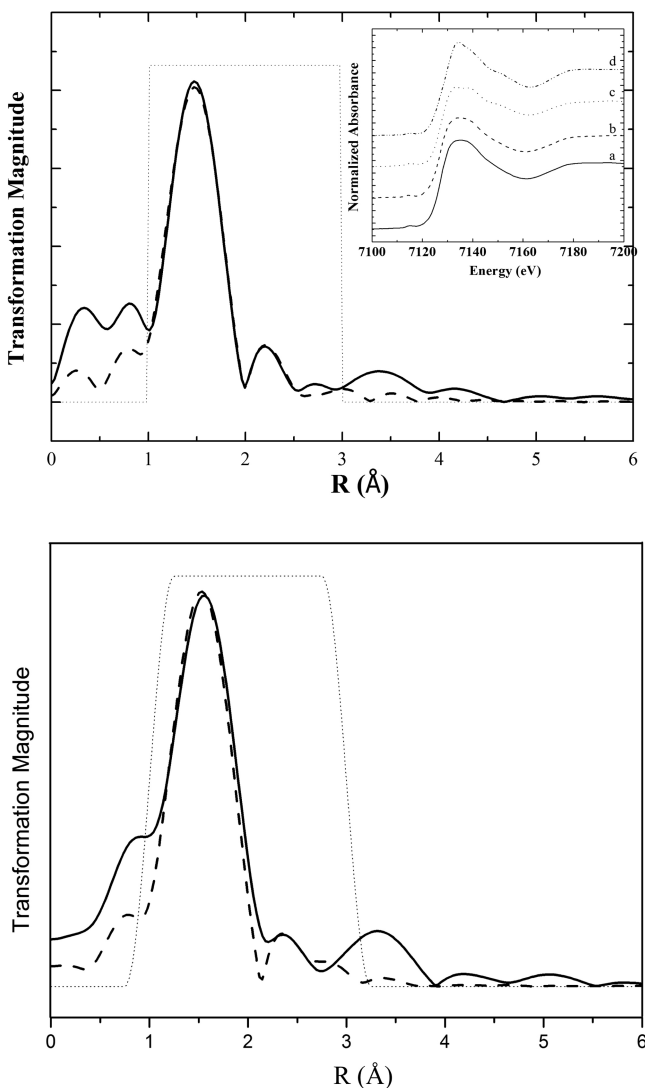 Transformation Magnitude
Normalized Absorbance
d
c
b
a
7100 7120 7140 7160 7180 7200
Energy (eV)
0 1 2 3 4 5 6
R (Å)
Transformation Magnitude
0 1 2 3 4 5 6
R (Å)